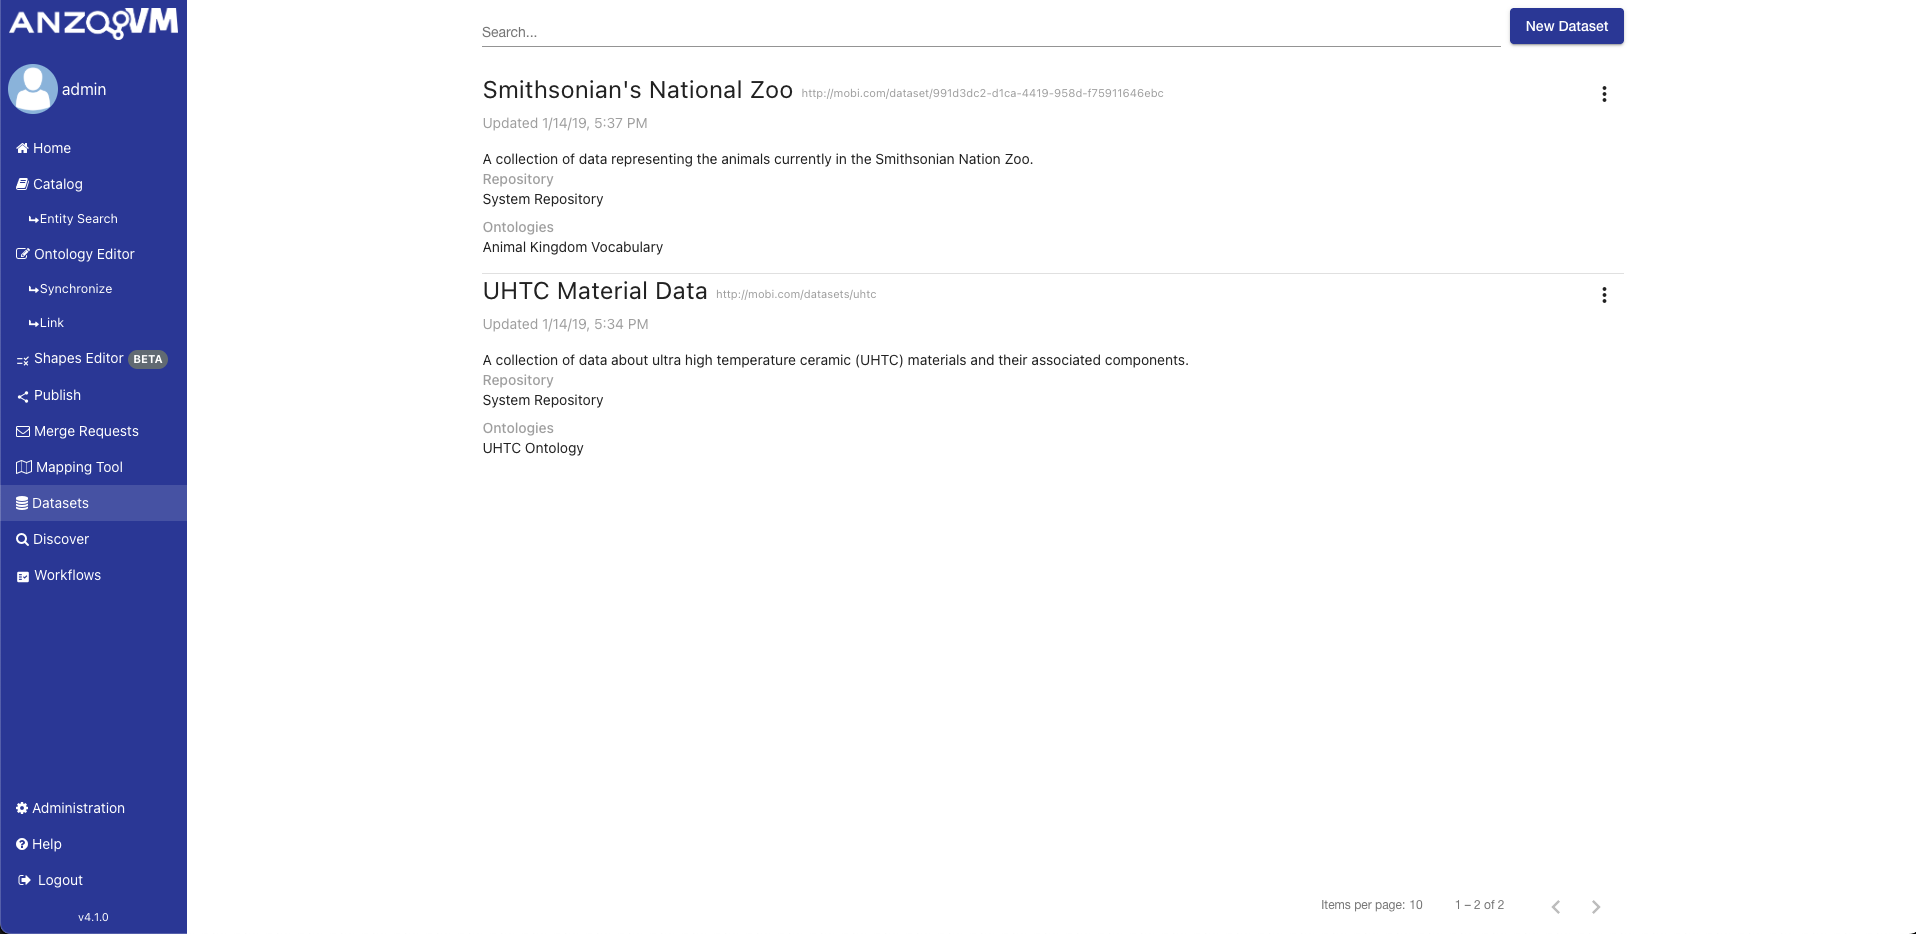 ANZOVM
admin
Home
Catalog
Entity Search
Ontology Editor
Synchronize
Link
Shapes Editor BETA
Publish
Merge Requests
Mapping Tool
Datasets
Discover
Workflows
Administration
Help
Logout
v4.1.0
Search...
New Dataset
Smithsonian's National Zoo http://mobi.com/dataset/991d3dc2-d1ca-4419-958d-f75911646ebc
Updated 1/14/19, 5:37 PM
A collection of data representing the animals currently in the Smithsonian Nation Zoo.
Repository
System Repository
Ontologies
Animal Kingdom Vocabulary
UHTC Material Data http://mobi.com/datasets/uhtc
Updated 1/14/19, 5:34 PM
A collection of data about ultra high temperature ceramic (UHTC) materials and their associated components.
Repository
System Repository
Ontologies
UHTC Ontology
Items per page: 10 1 – 2 of 2